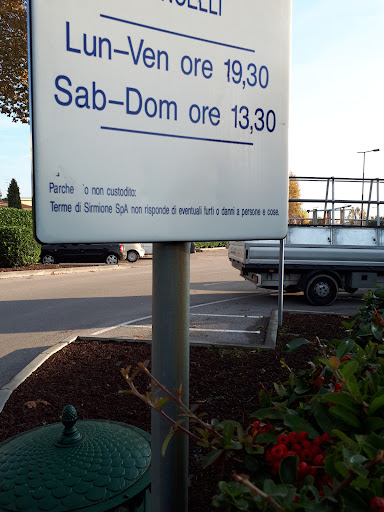 Lun–Ven ore 19,30
Sab–Dom ore 13,30
Parche o non custodito:
Terme di Sirmione SpA non risponde di eventuali furti o danni a persone e cose.